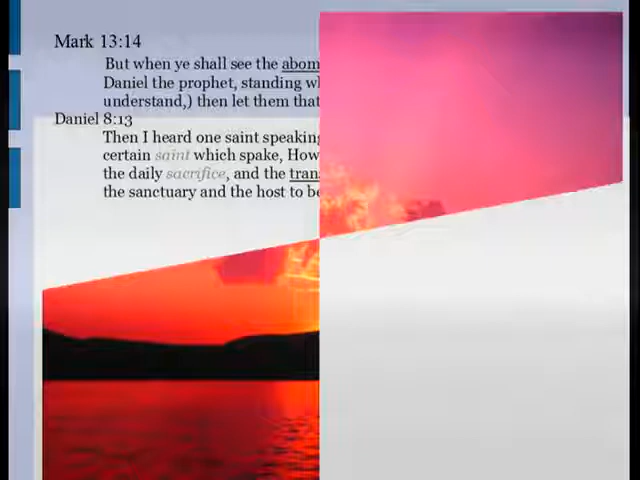 Mark 13:14
But when ye shall see the abom
Daniel the prophet, standing w
understand,) then let them that
Daniel 8:13
Then I heard one saint speaking
certain saint which spake, How
the daily sacrifice, and the tran
the sanctuary and the host to be